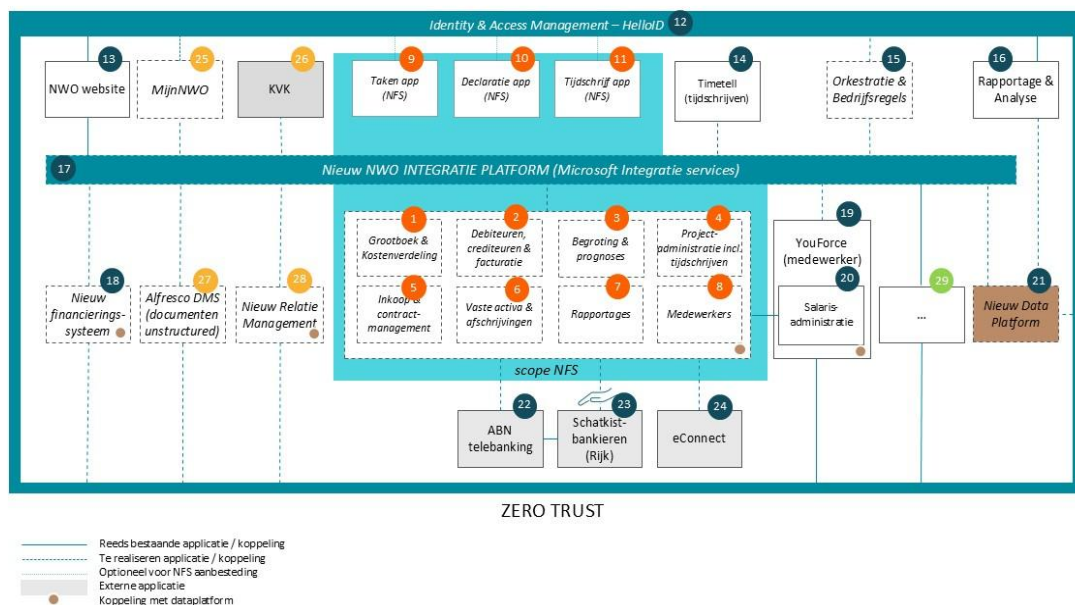 Identity & Access Management – HelloID
12
13
NWO website
25
MijnNWO
26
KVK
9
Taken app
(NFS)
10
Declaratie app
(NFS)
11
Tijdschrijf app
(NFS)
14
Timetell
(tijdschrijven)
15
Orkestratie &
Bedrijfsregels
16
Rapportage &
Analyse
17
Nieuw NWO INTEGRATIE PLATFORM (Microsoft Integratie services)
1
Grootboek &
Kostenverdeling
2
Debiteuren,
crediteuren &
facturatie
3
Begroting &
prognoses
4
Project-
administratie incl.
tijdschrijven
19
YouForce
(medewerker)
18
Nieuw
financierings-
systeem
27
Alfresco DMS
(documenten
unstructured)
28
Nieuw Relatie
Management
5
Inkoop &
contract-
management
6
Vaste activa &
afschrijvingen
7
Rapportages
8
Medewerkers
20
Salaris-
administratie
29
...
21
Nieuw Data
Platform
scope NFS
22
ABN
telebanking
23
Schatkist-
bankieren
(Rijk)
24
eConnect
ZERO TRUST
Reeds bestaande applicatie / koppeling
Te realiseren applicatie / koppeling
Optioneel voor NFS aanbesteding
Externe applicatie
Koppeling met dataplatform